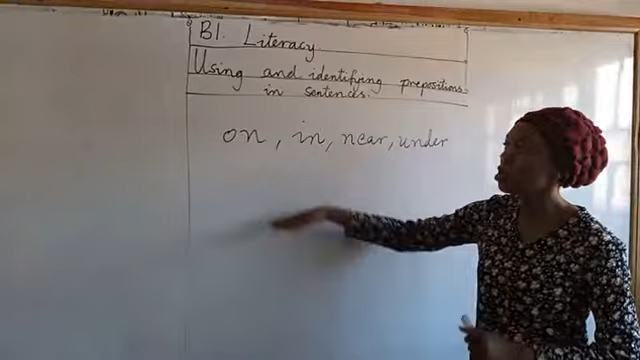 B1. Literacy
Using and identifying prepositions
in sentences.
on, in, near, under